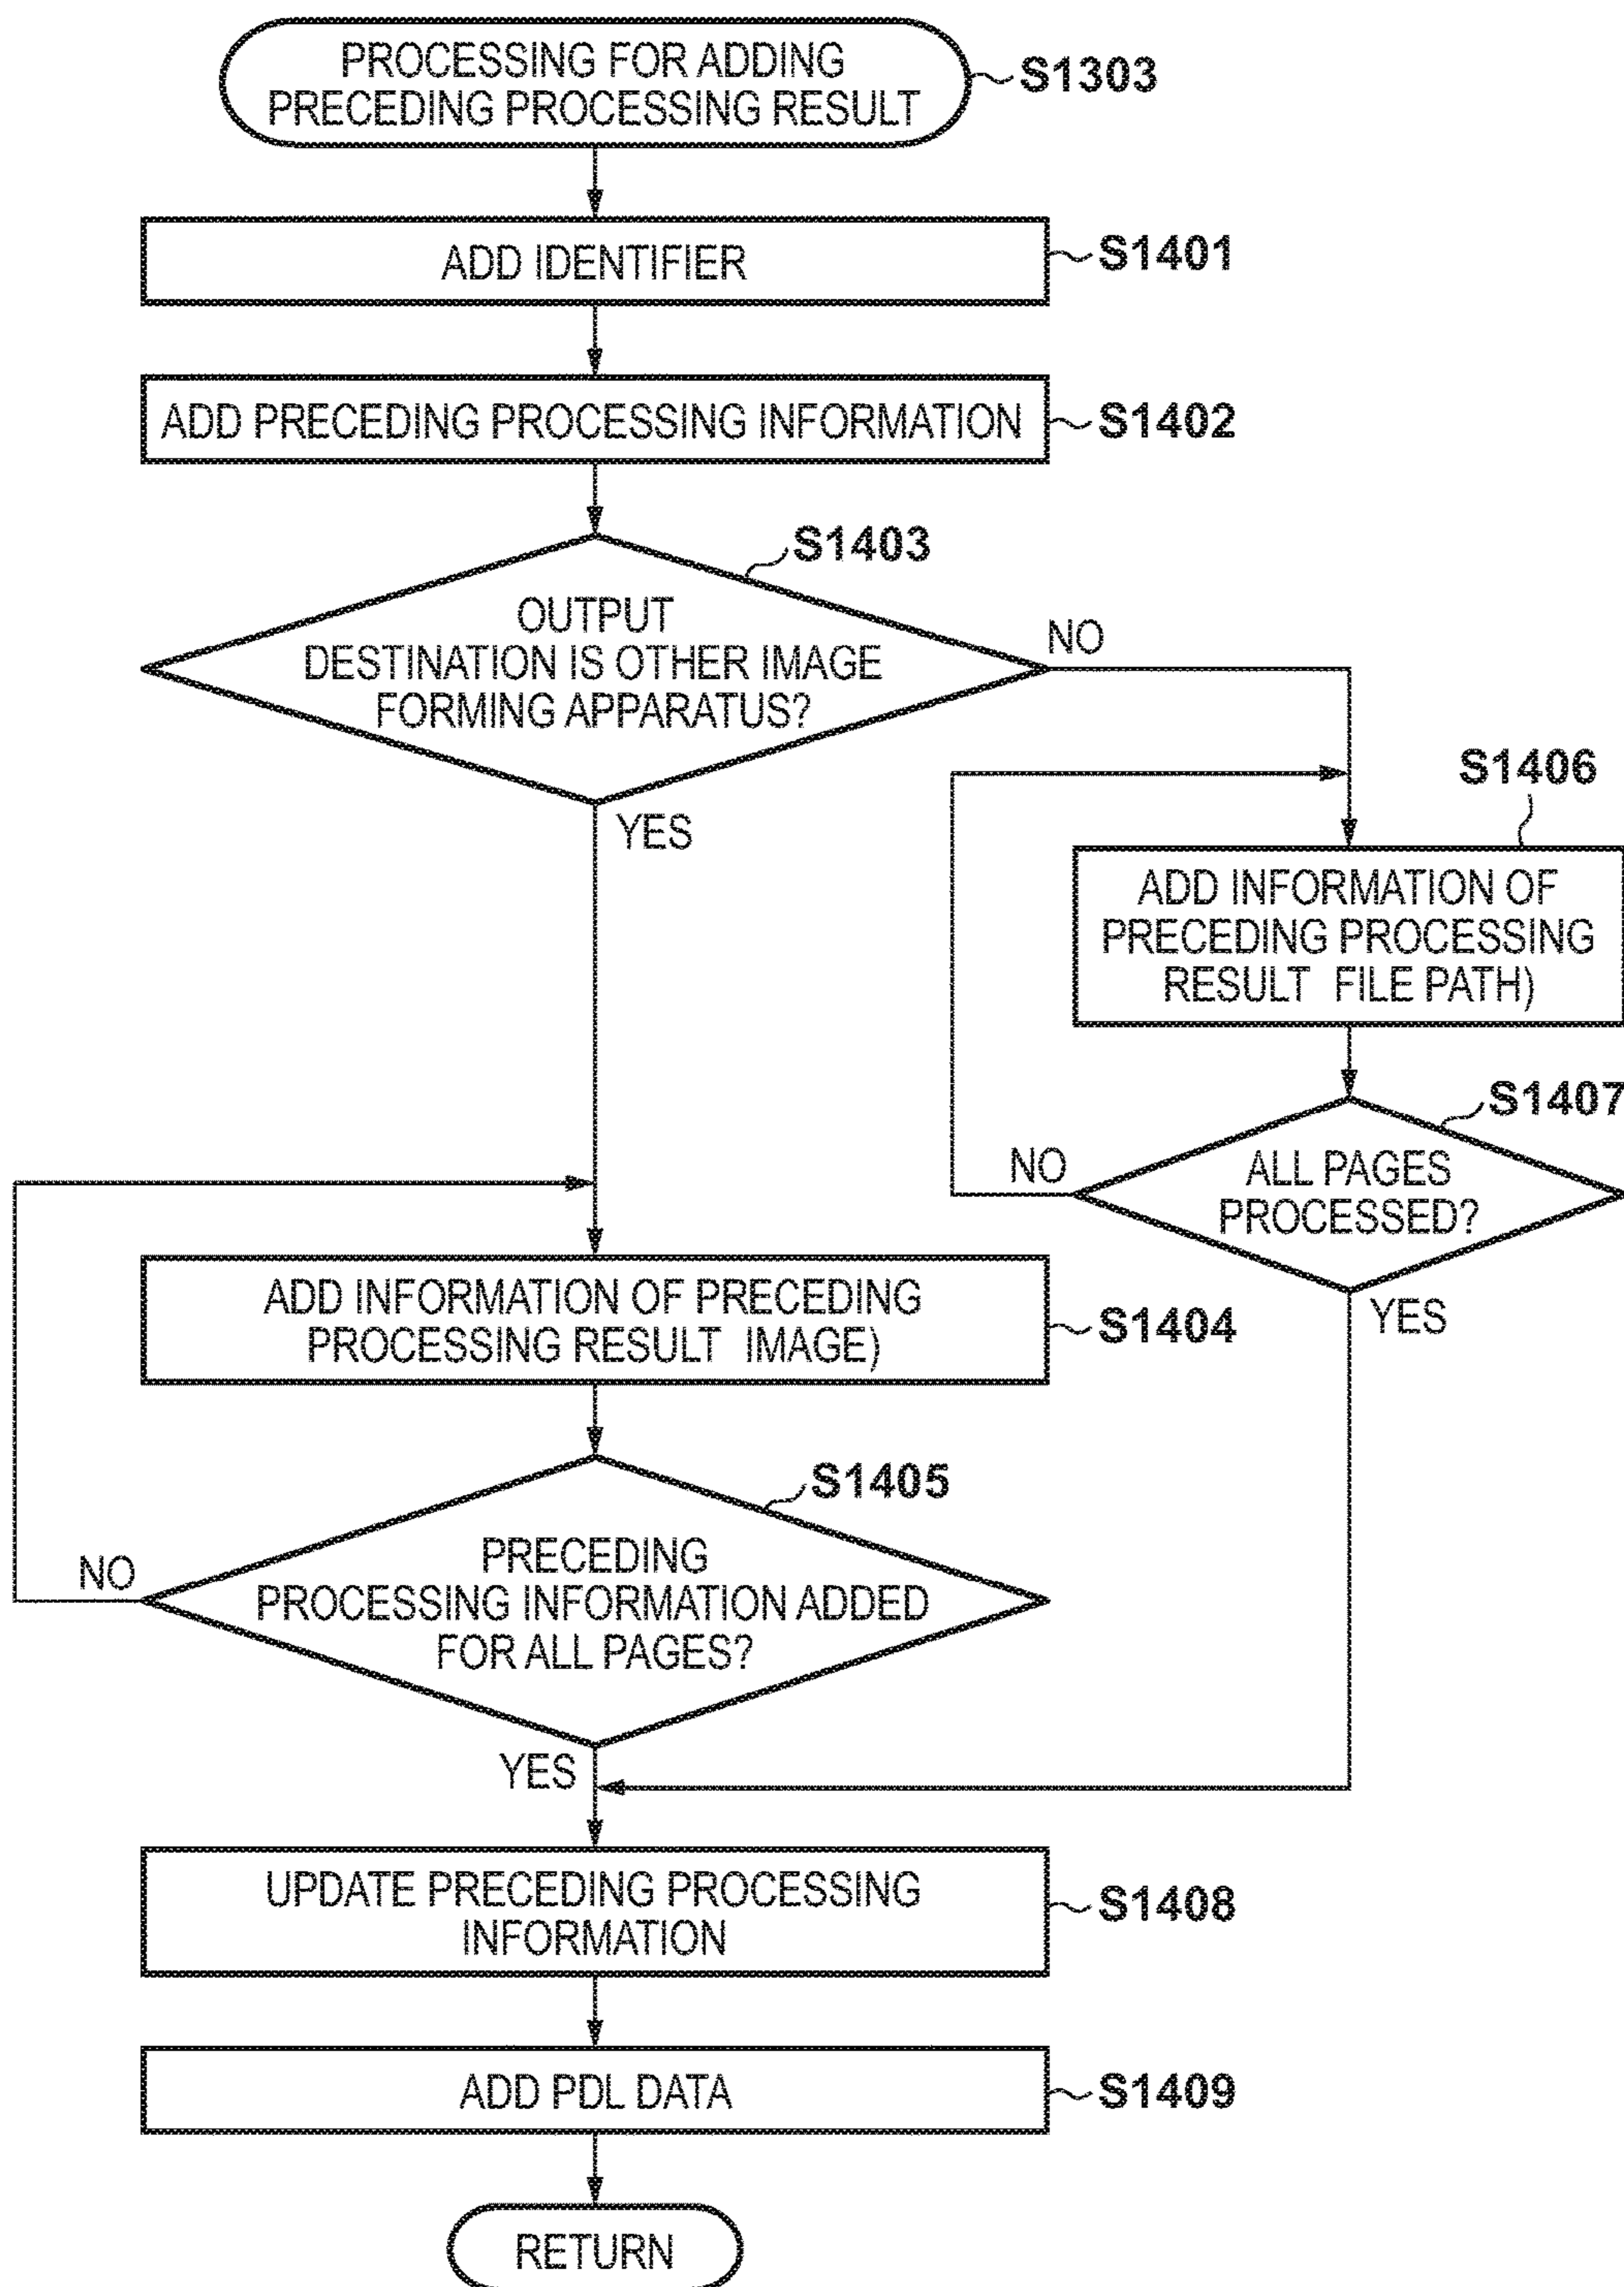 PROCESSING FOR ADDING
PRECEDING PROCESSING RESULT
S1303
ADD IDENTIFIER
S1401
ADD PRECEDING PROCESSING INFORMATION
S1402
S1403
OUTPUT
DESTINATION IS OTHER IMAGE
FORMING APPARATUS?
NO
YES
S1406
ADD INFORMATION OF
PRECEDING PROCESSING
RESULT FILE PATH)
S1407
ALL PAGES
PROCESSED?
NO
YES
ADD INFORMATION OF PRECEDING
PROCESSING RESULT IMAGE)
S1404
S1405
PRECEDING
PROCESSING INFORMATION ADDED
FOR ALL PAGES?
NO
YES
UPDATE PRECEDING PROCESSING
INFORMATION
S1408
ADD PDL DATA
S1409
RETURN